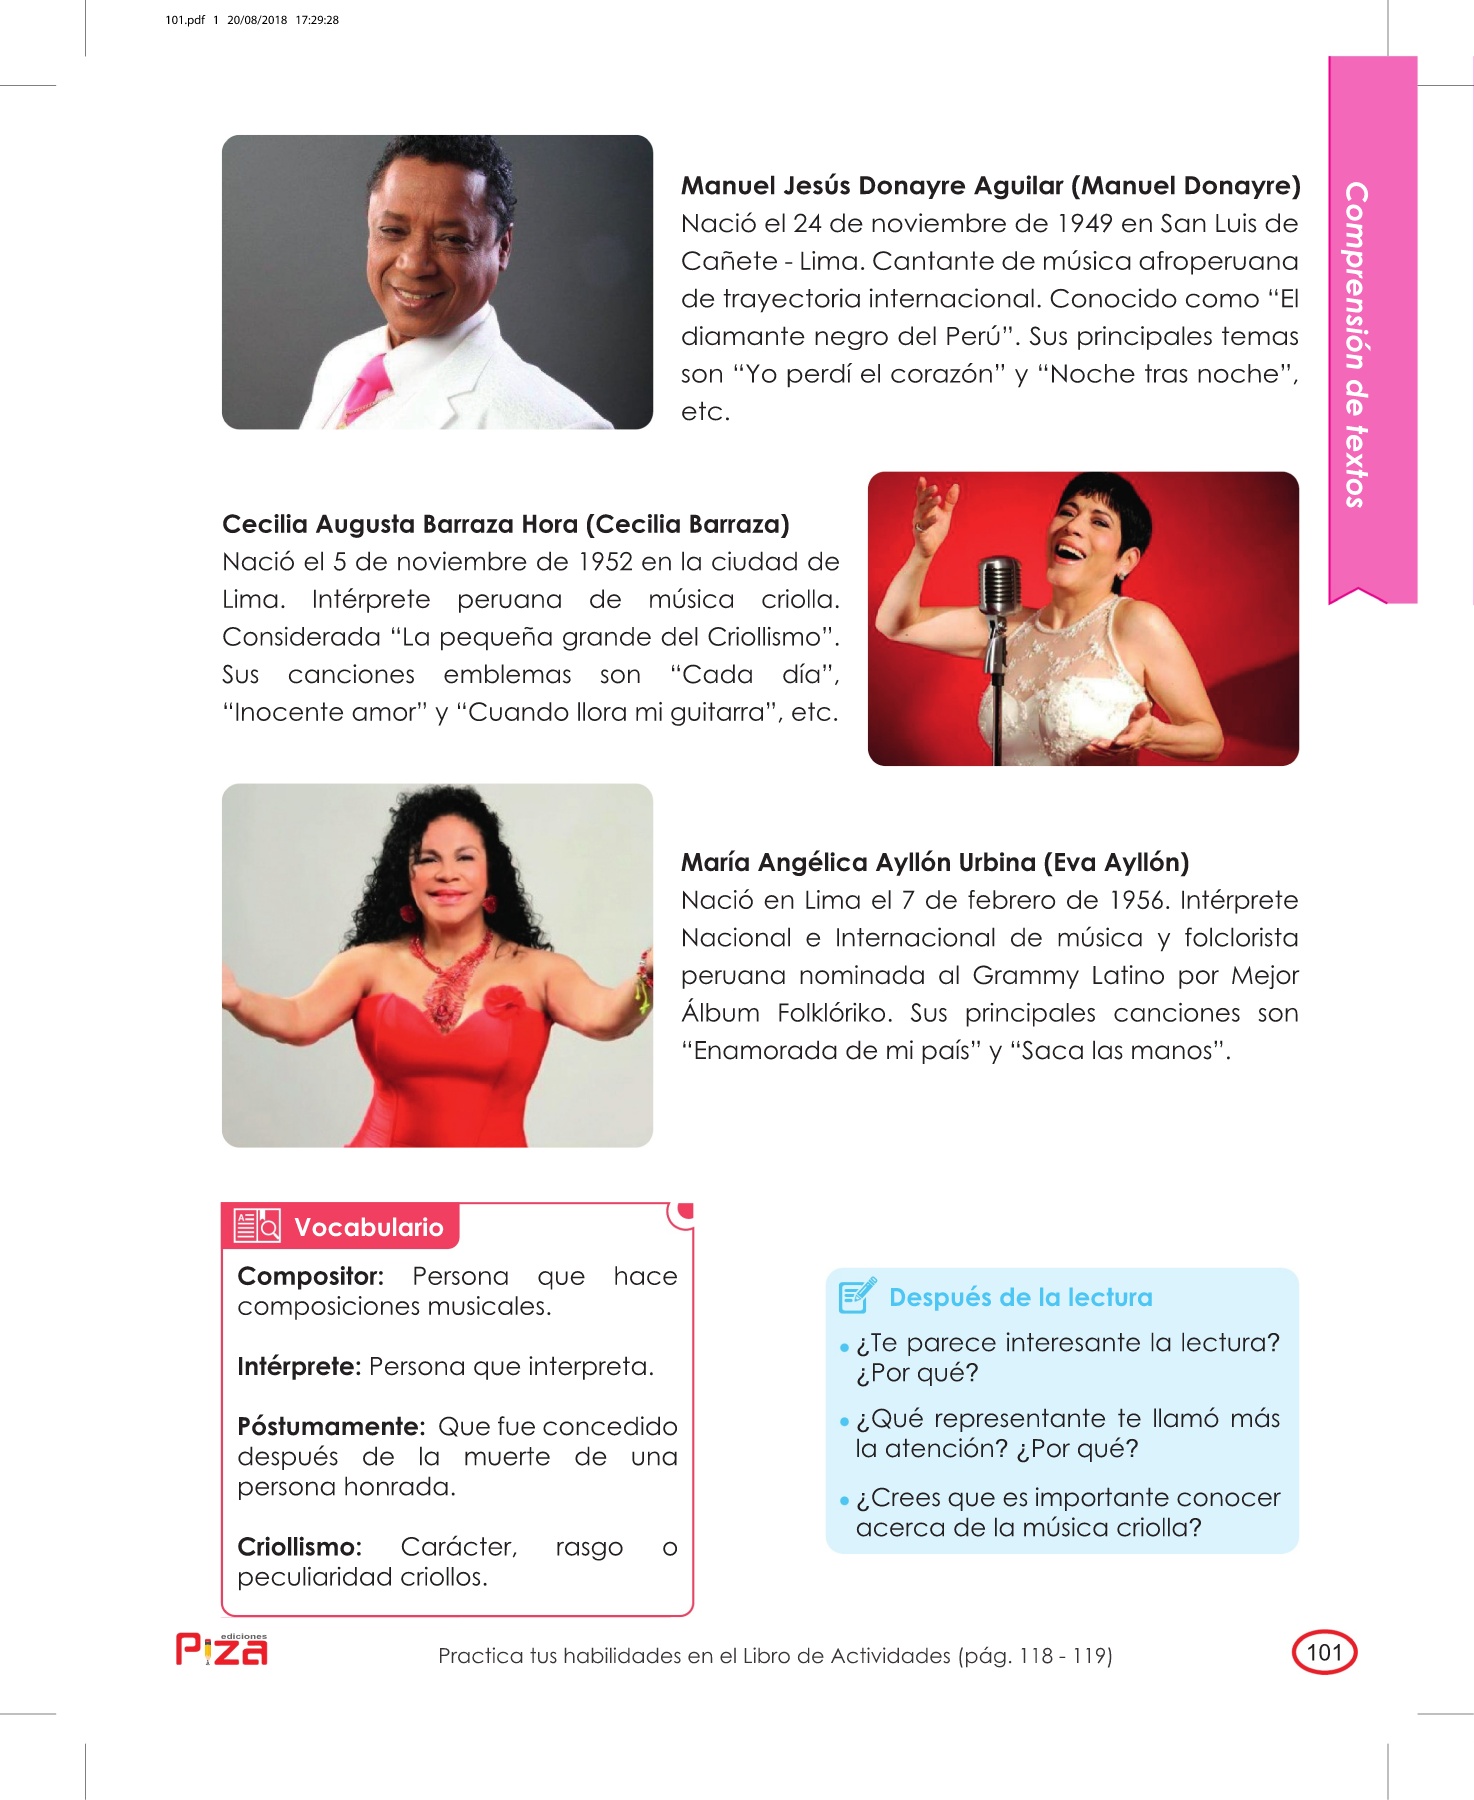 101.pdf 1 20/08/2018 17:29:28
Comprensión de textos
Manuel Jesús Donayre Aguilar (Manuel Donayre)
Nació el 24 de noviembre de 1949 en San Luis de
Cañete - Lima. Cantante de música afroperuana
de trayectoria internacional. Conocido como “El
diamante negro del Perú”. Sus principales temas
son “Yo perdí el corazón” y “Noche tras noche”,
etc.
Cecilia Augusta Barraza Hora (Cecilia Barraza)
Nació el 5 de noviembre de 1952 en la ciudad de
Lima. Intérprete peruana de música criolla.
Considerada “La pequeña grande del Criollismo”.
Sus canciones emblemas son “Cada día”,
“Inocente amor” y “Cuando llora mi guitarra”, etc.
María Angélica Ayllón Urbina (Eva Ayllón)
Nació en Lima el 7 de febrero de 1956. Intérprete
Nacional e Internacional de música y folclorista
peruana nominada al Grammy Latino por Mejor
Álbum Folklóriko. Sus principales canciones son
“Enamorada de mi país” y “Saca las manos”.
Vocabulario
Compositor: Persona que hace
composiciones musicales.
Intérprete: Persona que interpreta.
Póstumamente: Que fue concedido
después de la muerte de una
persona honrada.
Criollismo: Carácter, rasgo o
peculiaridad criollos.
Después de la lectura
• ¿Te parece interesante la lectura?
¿Por qué?
• ¿Qué representante te llamó más
la atención? ¿Por qué?
• ¿Crees que es importante conocer
acerca de la música criolla?
ediciones
Piza
Practica tus habilidades en el Libro de Actividades (pág. 118 - 119)
101